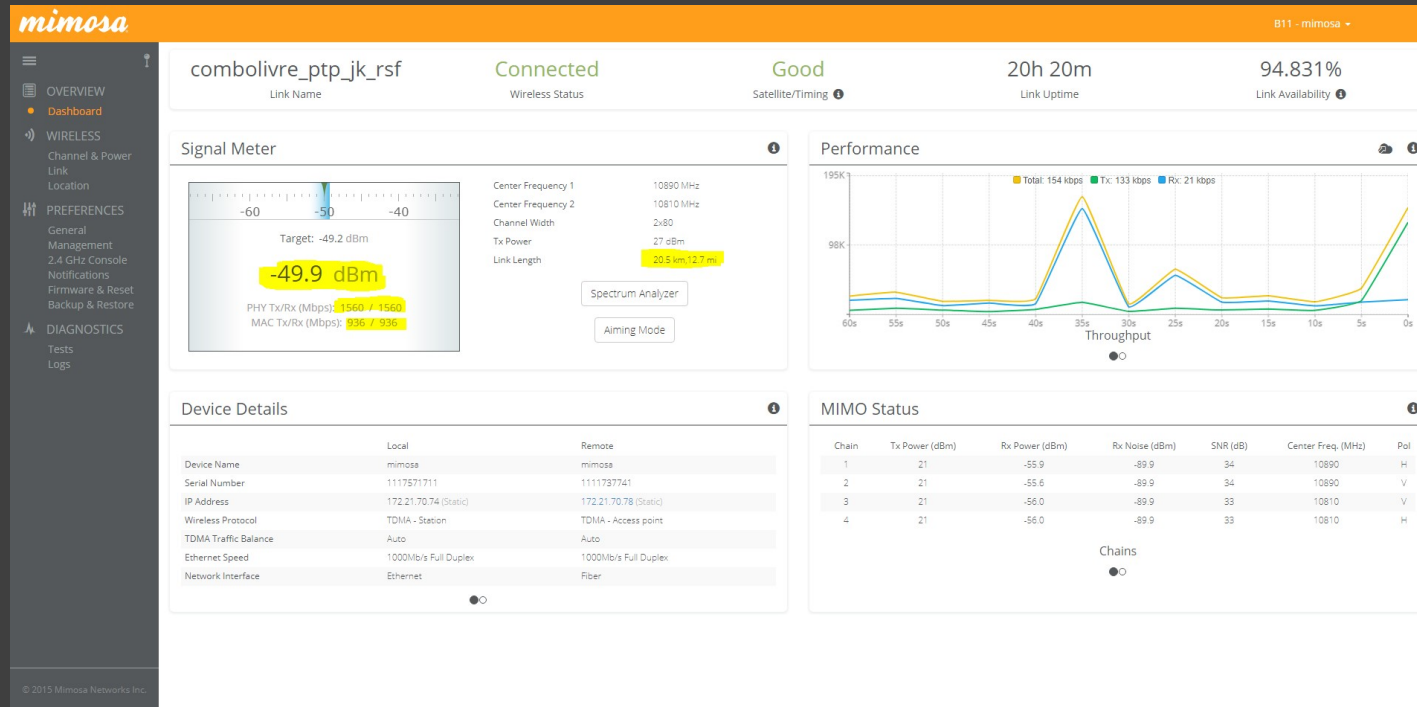 mimosa
B11 - mimosa
OVERVIEW
Dashboard
WIRELESS
Channel & Power
Link
Location
PREFERENCES
General
Management
2.4 GHz Console
Notifications
Firmware & Reset
Backup & Restore
DIAGNOSTICS
Tests
Logs
© 2015 Mimosa Networks Inc.
combolivre_ptp_jk_rsf Connected Good 20h 20m 94.831%
Link Name Wireless Status Satellite/Timing Link Uptime Link Availability
Signal Meter
-60 -50 -40
Target: -49.2 dBm
-49.9 dBm
PHY Tx/Rx (Mbps): 1560 / 1560
MAC Tx/Rx (Mbps): 936 / 936
Center Frequency 1 10890 MHz
Center Frequency 2 10810 MHz
Channel Width 2x80
Tx Power 27 dBm
Link Length 20.5 km,12.7 mi
Spectrum Analyzer
Aiming Mode
Performance
Total: 154 kbps Tx: 133 kbps Rx: 21 kbps
195K
98K
60s 55s 50s 45s 40s 35s 30s 25s 20s 15s 10s 5s 0s
Throughput
Device Details
Local Remote
Device Name mimosa mimosa
Serial Number 1117571711 1111737741
IP Address 172.21.70.74 (Static) 172.21.70.78 (Static)
Wireless Protocol TDMA - Station TDMA - Access point
TDMA Traffic Balance Auto Auto
Ethernet Speed 1000Mb/s Full Duplex 1000Mb/s Full Duplex
Network Interface Ethernet Fiber
MIMO Status
Chain Tx Power (dBm) Rx Power (dBm) Rx Noise (dBm) SNR (dB) Center Freq. (MHz) Pol
1 21 -55.9 -89.9 34 10890 H
2 21 -55.6 -89.9 34 10890 V
3 21 -56.0 -89.9 33 10810 V
4 21 -56.0 -89.9 33 10810 H
Chains